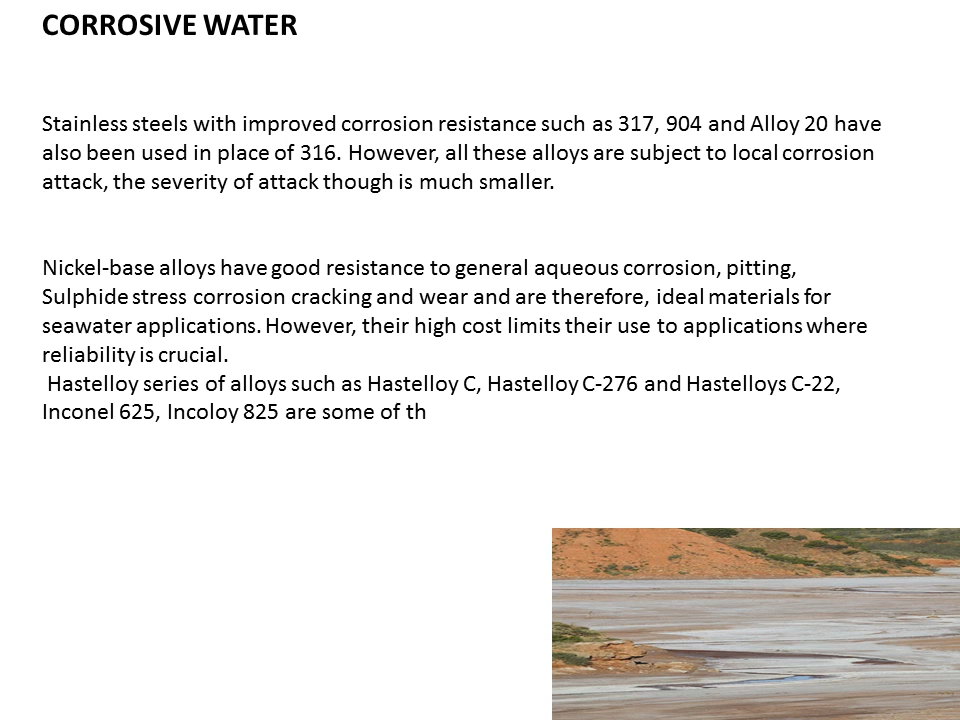 CORROSIVE WATER
Stainless steels with improved corrosion resistance such as 317, 904 and Alloy 20 have
also been used in place of 316. However, all these alloys are subject to local corrosion
attack, the severity of attack though is much smaller.
Nickel-base alloys have good resistance to general aqueous corrosion, pitting,
Sulphide stress corrosion cracking and wear and are therefore, ideal materials for
seawater applications. However, their high cost limits their use to applications where
reliability is crucial.
Hastelloy series of alloys such as Hastelloy C, Hastelloy C-276 and Hastelloys C-22,
Inconel 625, Incoloy 825 are some of th